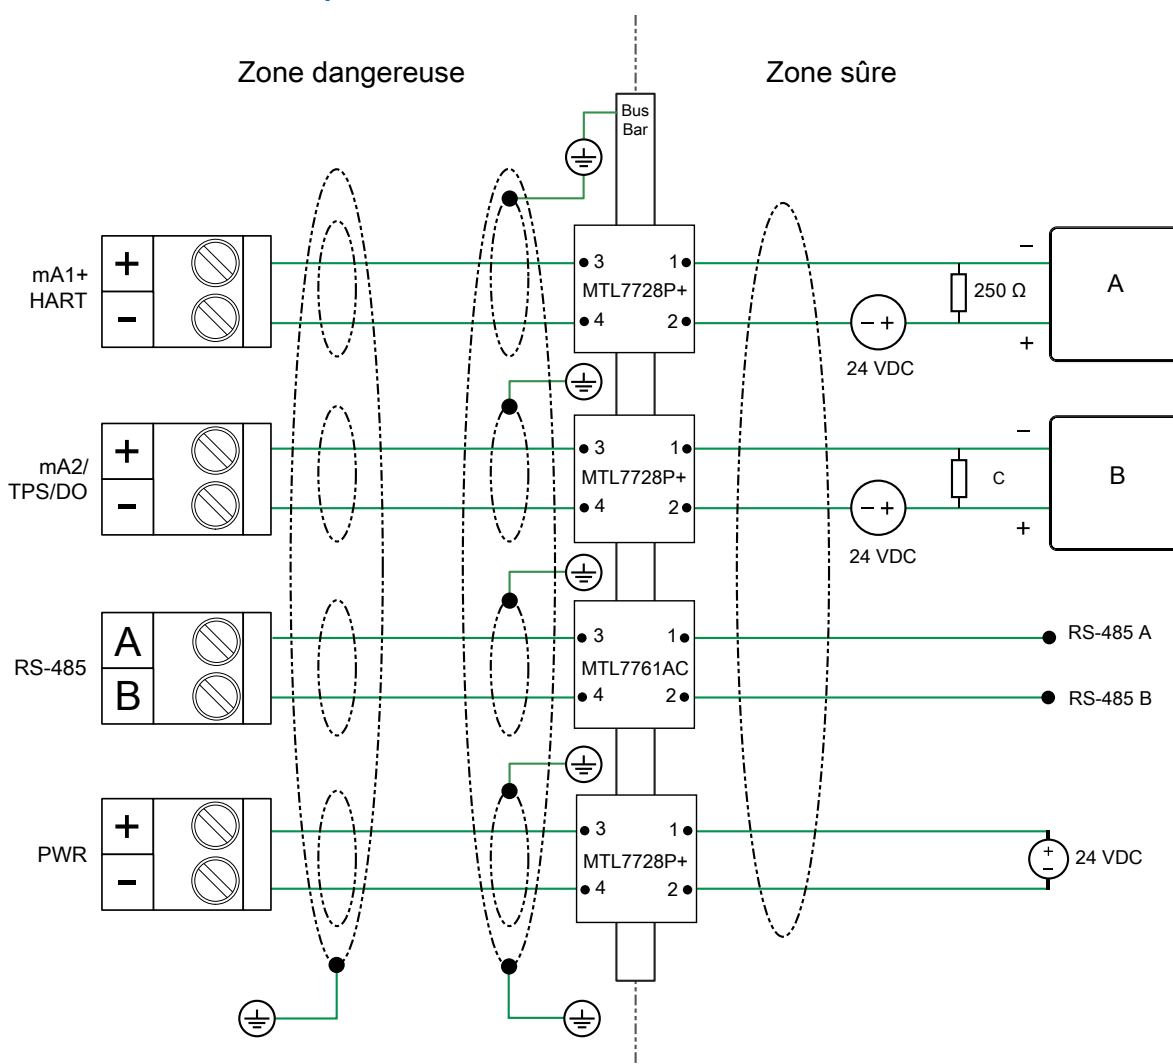 Zone dangereuse
Zone sûre
Bus
Bar
mA1+
HART
+
−
3
4
MTL7728P+
1
2
− +
24 VDC
250 Ω
−
+
A
mA2/
TPS/DO
+
−
3
4
MTL7728P+
1
2
− +
24 VDC
C
−
+
B
RS-485
A
B
3
4
MTL7761AC
1
2
RS-485 A
RS-485 B
PWR
+
−
3
4
MTL7728P+
1
2
+
−
24 VDC